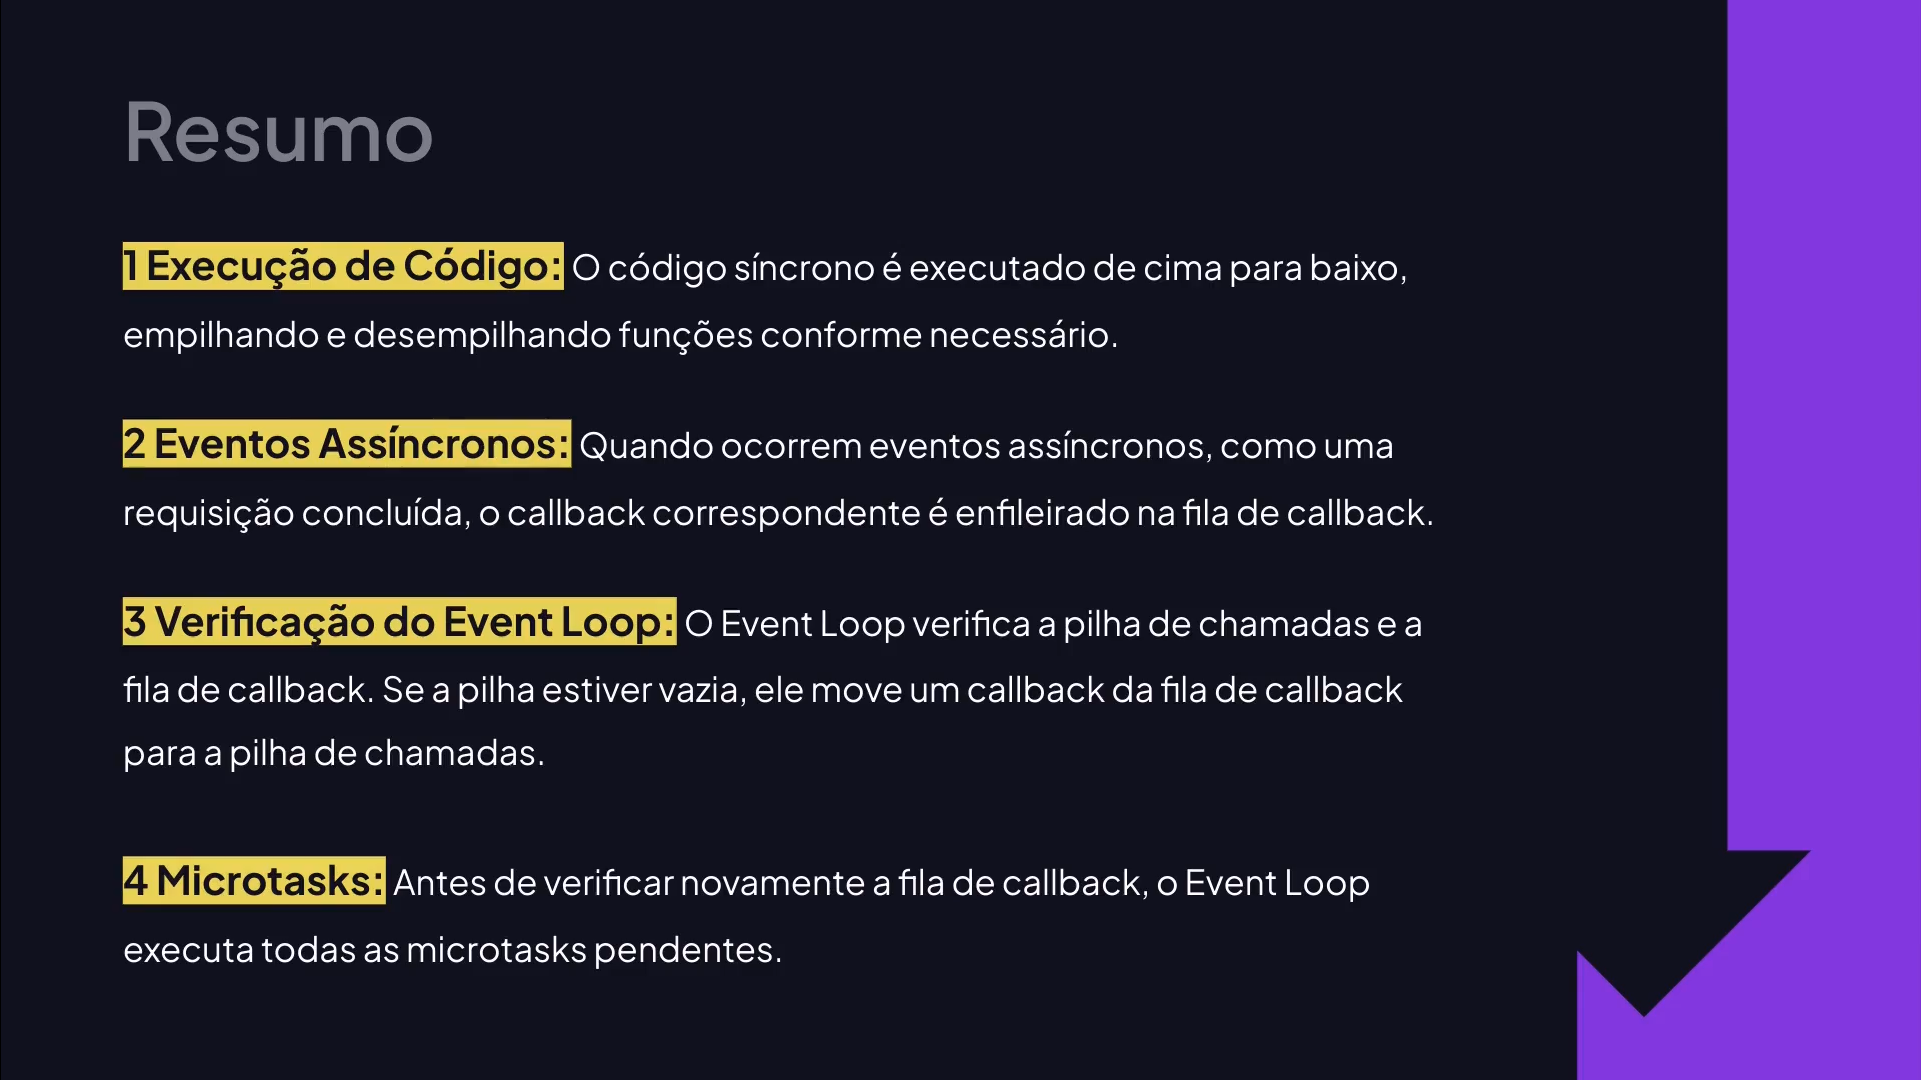 Resumo
1 Execução de Código: O código síncrono é executado de cima para baixo,
empilhando e desempilhando funções conforme necessário.
2 Eventos Assíncronos: Quando ocorrem eventos assíncronos, como uma
requisição concluída, o callback correspondente é enfileirado na fila de callback.
3 Verificação do Event Loop: O Event Loop verifica a pilha de chamadas e a
fila de callback. Se a pilha estiver vazia, ele move um callback da fila de callback
para a pilha de chamadas.
4 Microtasks: Antes de verificar novamente a fila de callback, o Event Loop
executa todas as microtasks pendentes.